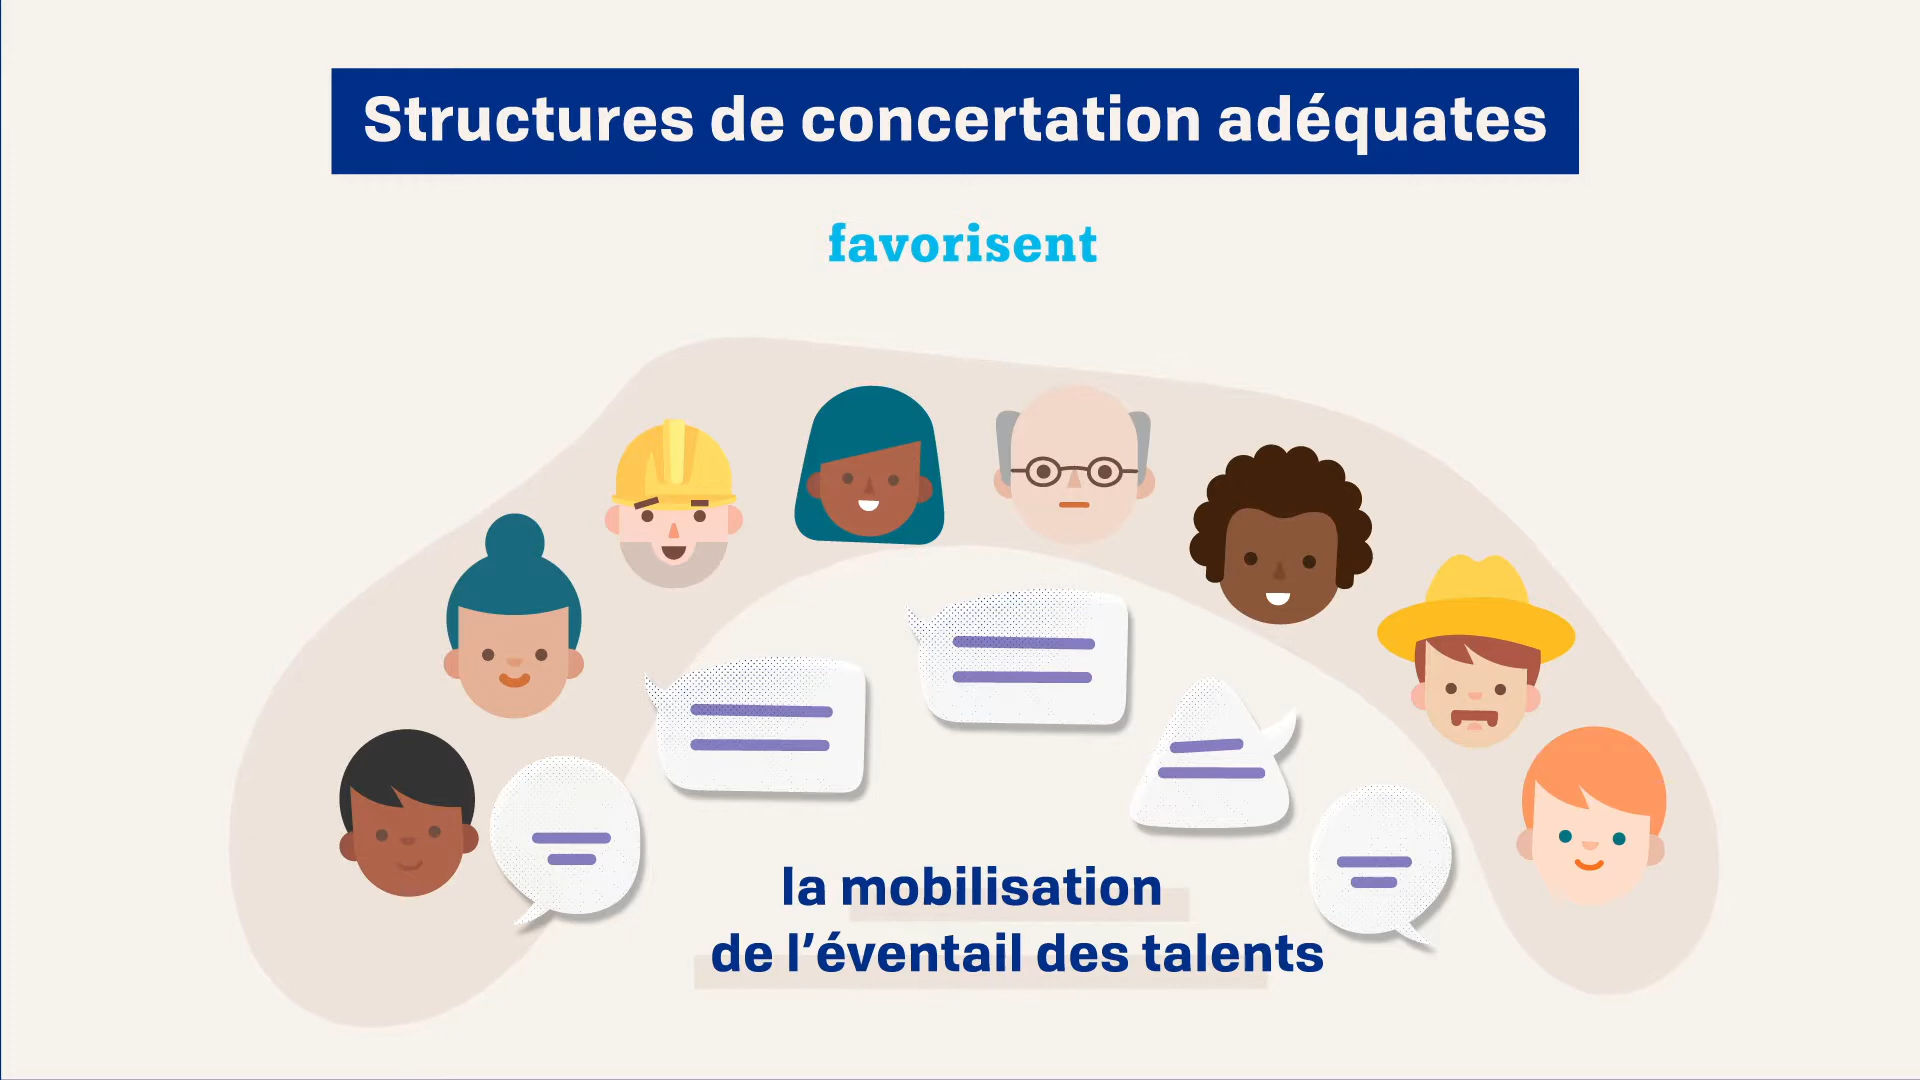 Structures de concertation adéquates
favorisent
la mobilisation
de l’éventail des talents